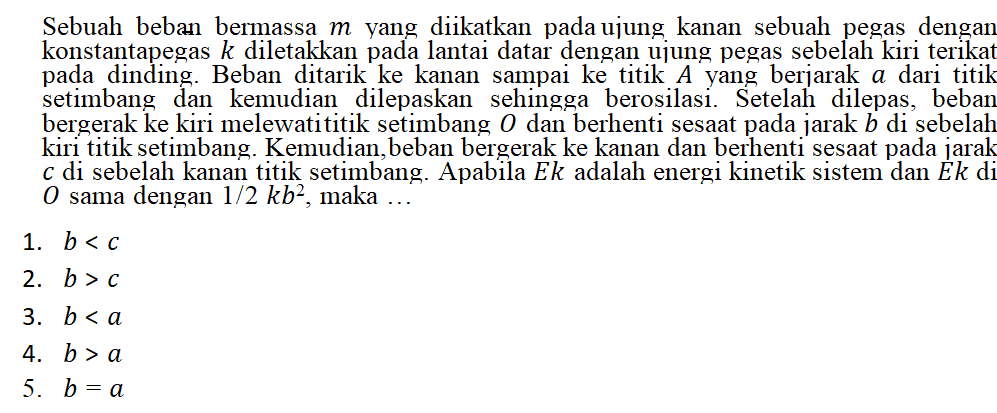 Sebuah beban bermassa m yang diikatkan pada ujung kanan sebuah pegas dengan
konstantapegas k diletakkan pada lantai datar dengan ujung pegas sebelah kiri terikat
pada dinding. Beban ditarik ke kanan sampai ke titik A yang berjarak a dari titik
setimbang dan kemudian dilepaskan sehingga berosilasi. Setelah dilepas, beban
bergerak ke kiri melewatititik setimbang O dan berhenti sesaat pada jarak b di sebelah
kiri titik setimbang. Kemudian,beban bergerak ke kanan dan berhenti sesaat pada jarak
c di sebelah kanan titik setimbang. Apabila Ek adalah energi kinetik sistem dan Ek di
O sama dengan 1/2 kb², maka …
1. b < c
2. b > c
3. b < a
4. b > a
5. b = a